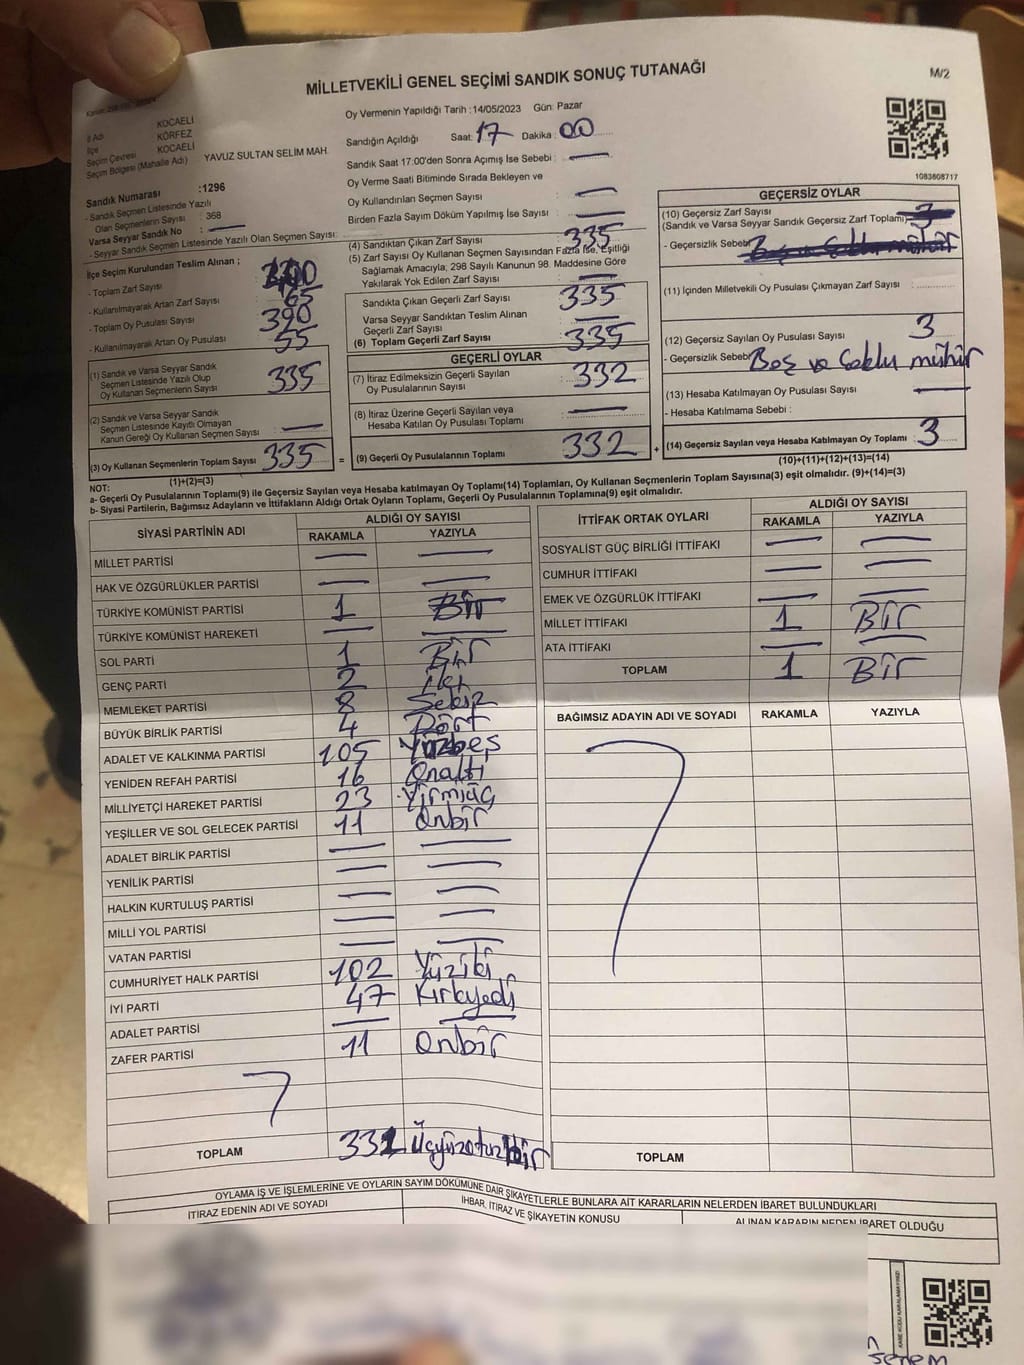 MİLLETVEKİLİ GENEL SEÇİMİ SANDIK SONUÇ TUTANAĞI
M/2
İl Adı KOCAELİ
İlçe KÖRFEZ
Seçim Çevresi KOCAELİ
Seçim Bölgesi (Mahalle Adı) YAVUZ SULTAN SELİM MAH.
Sandık Numarası :1296
- Sandık Seçmen Listesinde Yazılı
Olan Seçmenlerin Sayısı : 368
Varsa Seyyar Sandık No :
- Seyyar Sandık Seçmen Listesinde Yazılı Olan Seçmen Sayısı:
Oy Vermenin Yapıldığı Tarih :14/05/2023 Gün: Pazar
Sandığın Açıldığı Saat: 17 Dakika : 00
Sandık Saat 17:00'den Sonra Açımış İse Sebebi : —
Oy Verme Saati Bitiminde Sırada Bekleyen ve
Oy Kullandırılan Seçmen Sayısı —
Birden Fazla Sayım Döküm Yapılmış İse Sayısı —
1083808717
İlçe Seçim Kurulundan Teslim Alınan ;
- Toplam Zarf Sayısı
- Kullanılmayarak Artan Zarf Sayısı : 65
- Toplam Oy Pusulası Sayısı : 390
- Kullanılmayarak Artan Oy Pusulası : 55
(1) Sandık ve Varsa Seyyar Sandık
Seçmen Listesinde Yazılı Olup
Oy Kullanan Seçmenlerin Sayısı : 335
(2) Sandık ve Varsa Seyyar Sandık
Seçmen Listesinde Kayıtlı Olmayan
Kanun Gereği Oy Kullanan Seçmen Sayısı : —
(3) Oy Kullanan Seçmenlerin Toplam Sayısı 335
(1)+(2)=(3)
(4) Sandıktan Çıkan Zarf Sayısı : 335
(5) Zarf Sayısı Oy Kullanan Seçmen Sayısından Fazla İse, Eşitliği
Sağlamak Amacıyla, 298 Sayılı Kanunun 98. Maddesine Göre
Yakılarak Yok Edilen Zarf Sayısı : —
Sandıkta Çıkan Geçerli Zarf Sayısı : 335
Varsa Seyyar Sandıktan Teslim Alınan
Geçerli Zarf Sayısı : —
(6) Toplam Geçerli Zarf Sayısı : 335
GEÇERLİ OYLAR
(7) İtiraz Edilmeksizin Geçerli Sayılan
Oy Pusulalarının Sayısı : 332
(8) İtiraz Üzerine Geçerli Sayılan veya
Hesaba Katılan Oy Pusulası Toplamı : —
= (9) Geçerli Oy Pusulalarının Toplamı 332
GEÇERSİZ OYLAR
(10) Geçersiz Zarf Sayısı
(Sandık ve Varsa Seyyar Sandık Geçersiz Zarf Toplamı) 3
- Geçersizlik Sebebi : 3 Boş ve Çoklu mühür
(11) İçinden Milletvekili Oy Pusulası Çıkmayan Zarf Sayısı :
(12) Geçersiz Sayılan Oy Pusulası Sayısı : 3
- Geçersizlik Sebebi Boş ve Çoklu mühür
(13) Hesaba Katılmayan Oy Pusulası Sayısı : —
- Hesaba Katılmama Sebebi :
+ (14) Geçersiz Sayılan veya Hesaba Katılmayan Oy Toplamı : 3
(10)+(11)+(12)+(13)=(14)
NOT:
a- Geçerli Oy Pusulalarının Toplamı(9) ile Geçersiz Sayılan veya Hesaba katılmayan Oy Toplamı(14) Toplamları, Oy Kullanan Seçmenlerin Toplam Sayısına(3) eşit olmalıdır. (9)+(14)=(3)
b- Siyasi Partilerin, Bağımsız Adayların ve İttifakların Aldığı Ortak Oyların Toplamı, Geçerli Oy Pusulalarının Toplamına(9) eşit olmalıdır.
SİYASİ PARTİNİN ADI ALDIĞI OY SAYISI
RAKAMLA YAZIYLA
MİLLET PARTİSİ — —
HAK VE ÖZGÜRLÜKLER PARTİSİ — —
TÜRKİYE KOMÜNİST PARTİSİ 1 Bir
TÜRKİYE KOMÜNİST HAREKETİ — —
SOL PARTİ 1 Bir
GENÇ PARTİ 2 İki
MEMLEKET PARTİSİ 8 Sekiz
BÜYÜK BİRLİK PARTİSİ 4 Dört
ADALET VE KALKINMA PARTİSİ 105 Yüzbeş
YENİDEN REFAH PARTİSİ 16 Onaltı
MİLLİYETÇİ HAREKET PARTİSİ 23 Yirmiüç
YEŞİLLER VE SOL GELECEK PARTİSİ 11 Onbir
ADALET BİRLİK PARTİSİ — —
YENİLİK PARTİSİ — —
HALKIN KURTULUŞ PARTİSİ — —
MİLLİ YOL PARTİSİ — —
VATAN PARTİSİ — —
CUMHURİYET HALK PARTİSİ 102 Yüziki
İYİ PARTİ 47 Kırkyedi
ADALET PARTİSİ — —
ZAFER PARTİSİ 11 Onbir
TOPLAM 331 Üçyüzotuzbir
İTTİFAK ORTAK OYLARI ALDIĞI OY SAYISI
RAKAMLA YAZIYLA
SOSYALİST GÜÇ BİRLİĞİ İTTİFAKI — —
CUMHUR İTTİFAKI — —
EMEK VE ÖZGÜRLÜK İTTİFAKI — —
MİLLET İTTİFAKI 1 Bir
ATA İTTİFAKI — —
TOPLAM 1 Bir
BAĞIMSIZ ADAYIN ADI VE SOYADI RAKAMLA YAZIYLA
TOPLAM
OYLAMA İŞ VE İŞLEMLERİNE VE OYLARIN SAYIM DÖKÜMÜNE DAİR ŞİKAYETLERLE BUNLARA AİT KARARLARIN NELERDEN İBARET BULUNDUKLARI
İTİRAZ EDENİN ADI VE SOYADI İHBAR, İTİRAZ VE ŞİKAYETİN KONUSU ALINAN KARARIN NEDEN İBARET OLDUĞU
KARE KODU KARALAMAYINIZ!